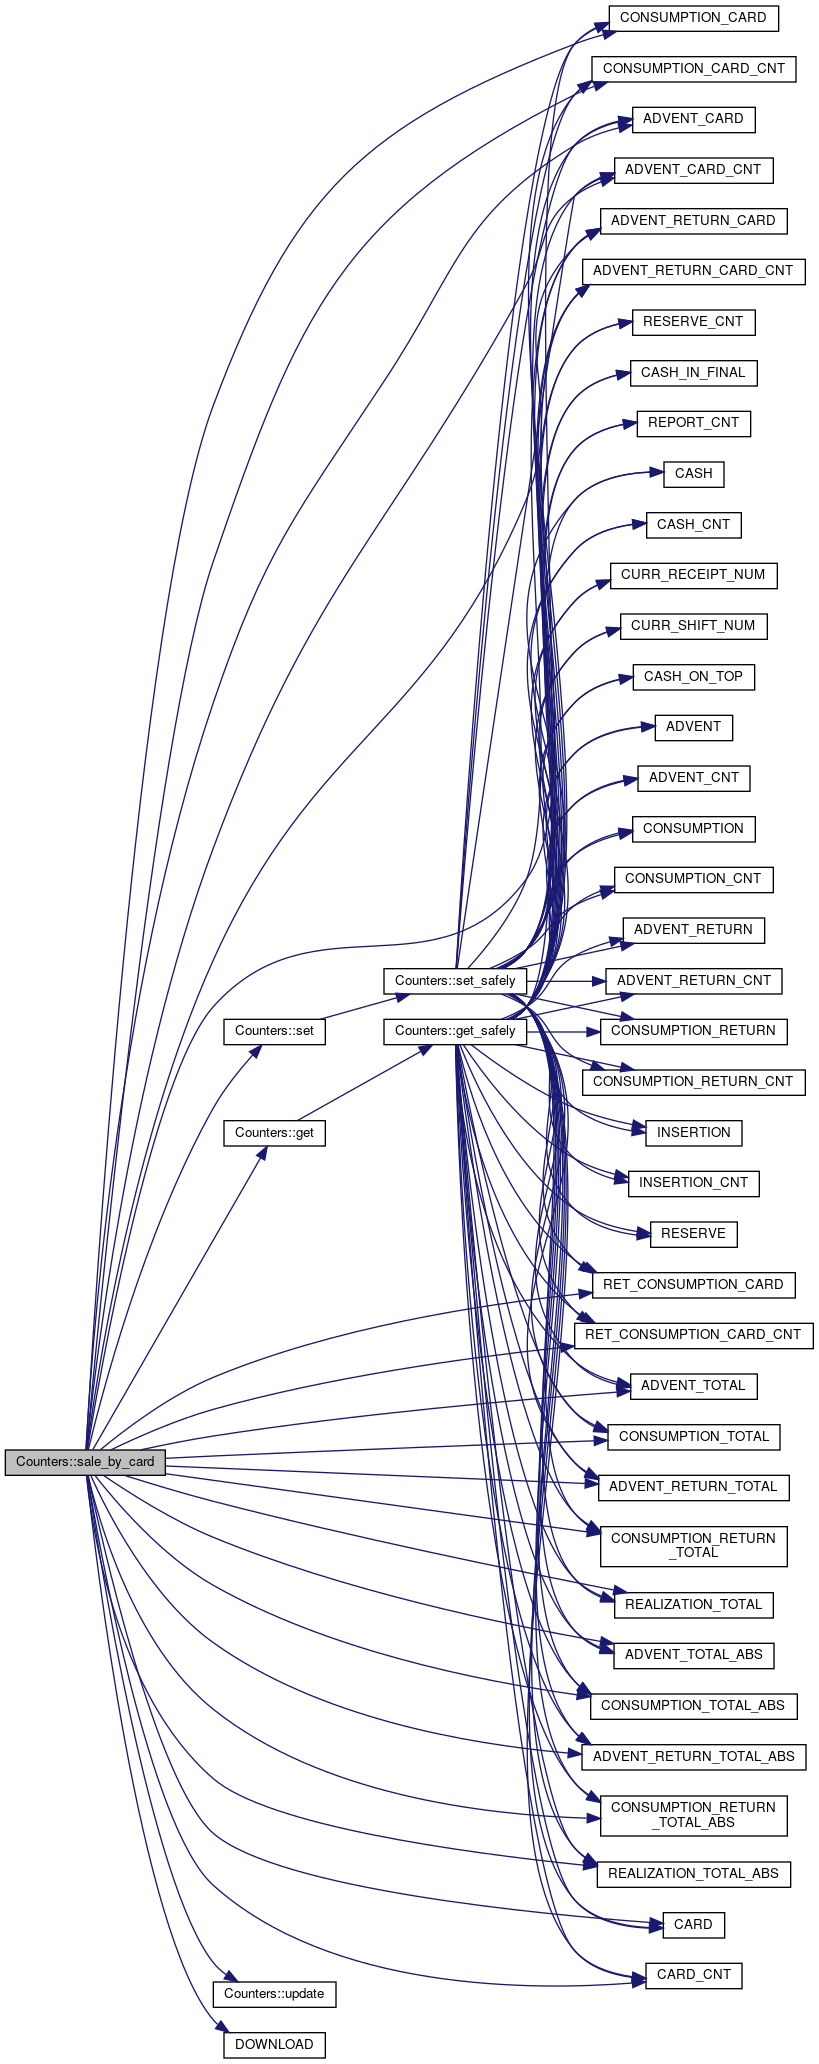 CONSUMPTION_CARD
CONSUMPTION_CARD_CNT
ADVENT_CARD
ADVENT_CARD_CNT
ADVENT_RETURN_CARD
ADVENT_RETURN_CARD_CNT
RESERVE_CNT
CASH_IN_FINAL
REPORT_CNT
CASH
CASH_CNT
CURR_RECEIPT_NUM
CURR_SHIFT_NUM
CASH_ON_TOP
ADVENT
ADVENT_CNT
CONSUMPTION
CONSUMPTION_CNT
ADVENT_RETURN
Counters::set_safely
ADVENT_RETURN_CNT
Counters::set
Counters::get_safely
CONSUMPTION_RETURN
CONSUMPTION_RETURN_CNT
Counters::get
INSERTION
INSERTION_CNT
RESERVE
RET_CONSUMPTION_CARD
RET_CONSUMPTION_CARD_CNT
ADVENT_TOTAL
CONSUMPTION_TOTAL
Counters::sale_by_card
ADVENT_RETURN_TOTAL
CONSUMPTION_RETURN
_TOTAL
REALIZATION_TOTAL
ADVENT_TOTAL_ABS
CONSUMPTION_TOTAL_ABS
ADVENT_RETURN_TOTAL_ABS
CONSUMPTION_RETURN
_TOTAL_ABS
REALIZATION_TOTAL_ABS
CARD
CARD_CNT
Counters::update
DOWNLOAD